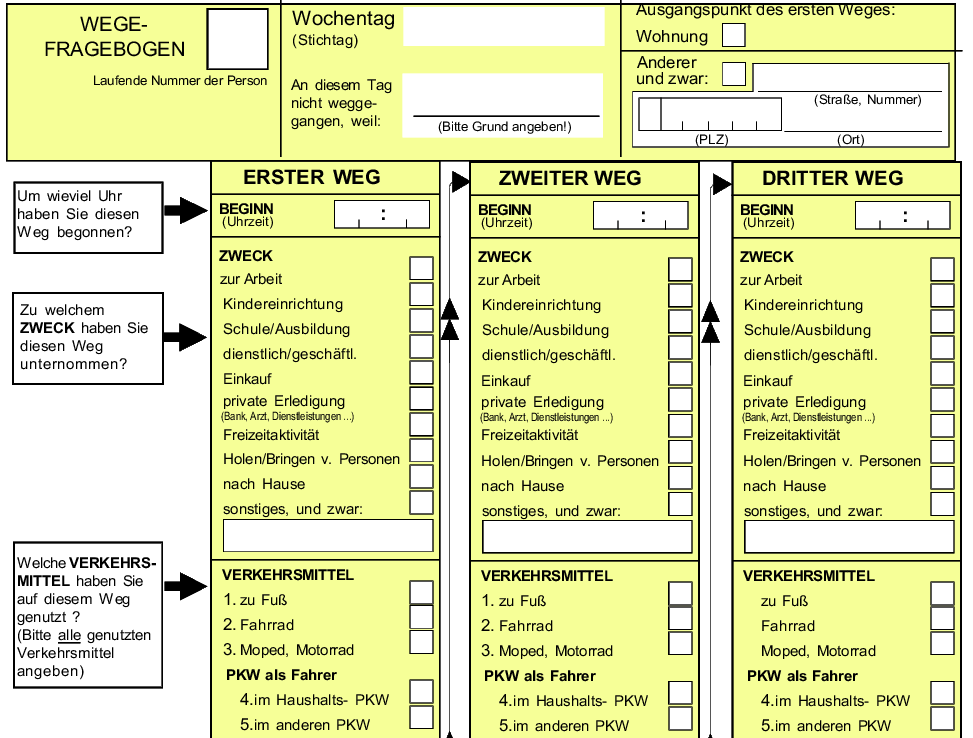 WEGE-
FRAGEBOGEN
Laufende Nummer der Person
Wochentag
(Stichtag)
An diesem Tag
nicht wegge-
gangen, weil:
(Bitte Grund angeben!)
Ausgangspunkt des ersten Weges:
Wohnung
Anderer
und zwar:
(Straße, Nummer)
(PLZ)
(Ort)
Um wieviel Uhr
haben Sie diesen
Weg begonnen?
Zu welchem
ZWECK haben Sie
diesen Weg
unternommen?
Welche VERKEHRS-
MITTEL haben Sie
auf diesem Weg
genutzt ?
(Bitte alle genutzten
Verkehrsmittel
angeben)
ERSTER WEG
BEGINN
(Uhrzeit)
:
ZWECK
zur Arbeit
Kindereinrichtung
Schule/Ausbildung
dienstlich/geschäftl.
Einkauf
private Erledigung
(Bank, Arzt, Dienstleistungen ...)
Freizeitaktivität
Holen/Bringen v. Personen
nach Hause
sonstiges, und zwar:
VERKEHRSMITTEL
1. zu Fuß
2. Fahrrad
3. Moped, Motorrad
PKW als Fahrer
4.im Haushalts- PKW
5.im anderen PKW
ZWEITER WEG
BEGINN
(Uhrzeit)
:
ZWECK
zur Arbeit
Kindereinrichtung
Schule/Ausbildung
dienstlich/geschäftl.
Einkauf
private Erledigung
(Bank, Arzt, Dienstleistungen ...)
Freizeitaktivität
Holen/Bringen v. Personen
nach Hause
sonstiges, und zwar:
VERKEHRSMITTEL
1. zu Fuß
2. Fahrrad
3. Moped, Motorrad
PKW als Fahrer
4.im Haushalts- PKW
5.im anderen PKW
DRITTER WEG
BEGINN
(Uhrzeit)
:
ZWECK
zur Arbeit
Kindereinrichtung
Schule/Ausbildung
dienstlich/geschäftl.
Einkauf
private Erledigung
(Bank, Arzt, Dienstleistungen ...)
Freizeitaktivität
Holen/Bringen v. Personen
nach Hause
sonstiges, und zwar:
VERKEHRSMITTEL
zu Fuß
Fahrrad
Moped, Motorrad
PKW als Fahrer
4.im Haushalts- PKW
5.im anderen PKW